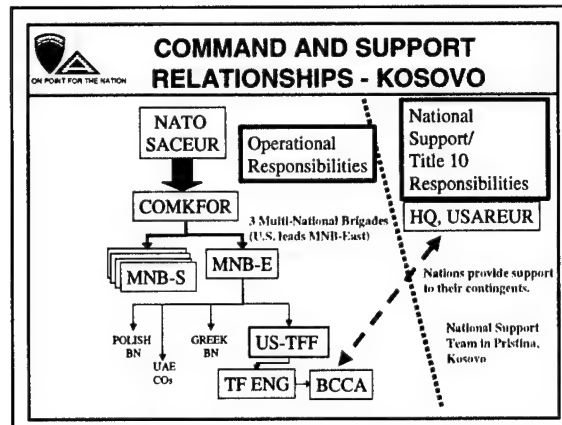 COMMAND AND SUPPORT
RELATIONSHIPS - KOSOVO
ON POINT FOR THE NATION
NATO
SACEUR
Operational
Responsibilities
National
Support/
Title 10
Responsibilities
HQ, USAREUR
COMKFOR
3 Multi-National Brigades
(U.S. leads MNB-East)
MNB-S
MNB-E
Nations provide support
to their contingents.
POLISH
BN
UAE
COs
GREEK
BN
US-TFF
National Support
Team in Pristina,
Kosovo
TF ENG
BCCA